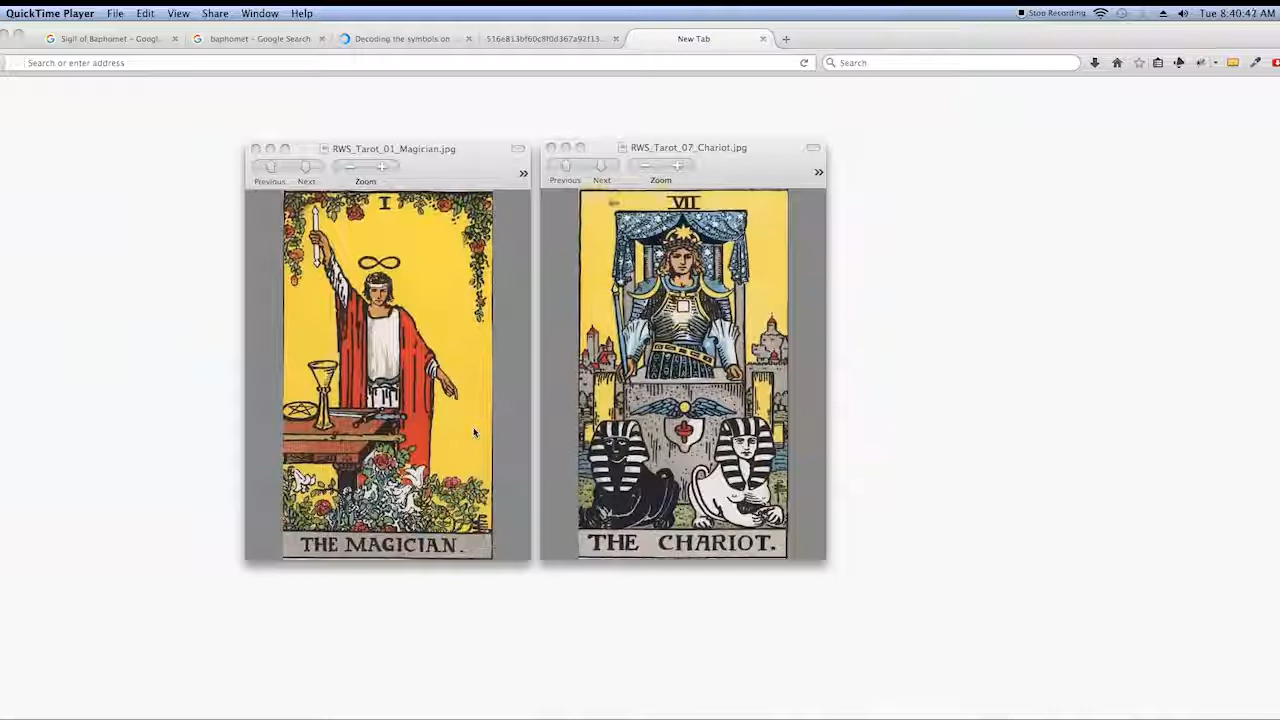 QuickTime Player File Edit View Share Window Help Stop Recording Tue 8:40:42 AM
Sigil of Baphomet - Googl... baphomet - Google Search Decoding the symbols on ... 516e813bf60c8f0d367a92f13... New Tab
Search or enter address Search
RWS_Tarot_01_Magician.jpg RWS_Tarot_07_Chariot.jpg
Previous Next Zoom Previous Next Zoom
I VII
THE MAGICIAN. THE CHARIOT.